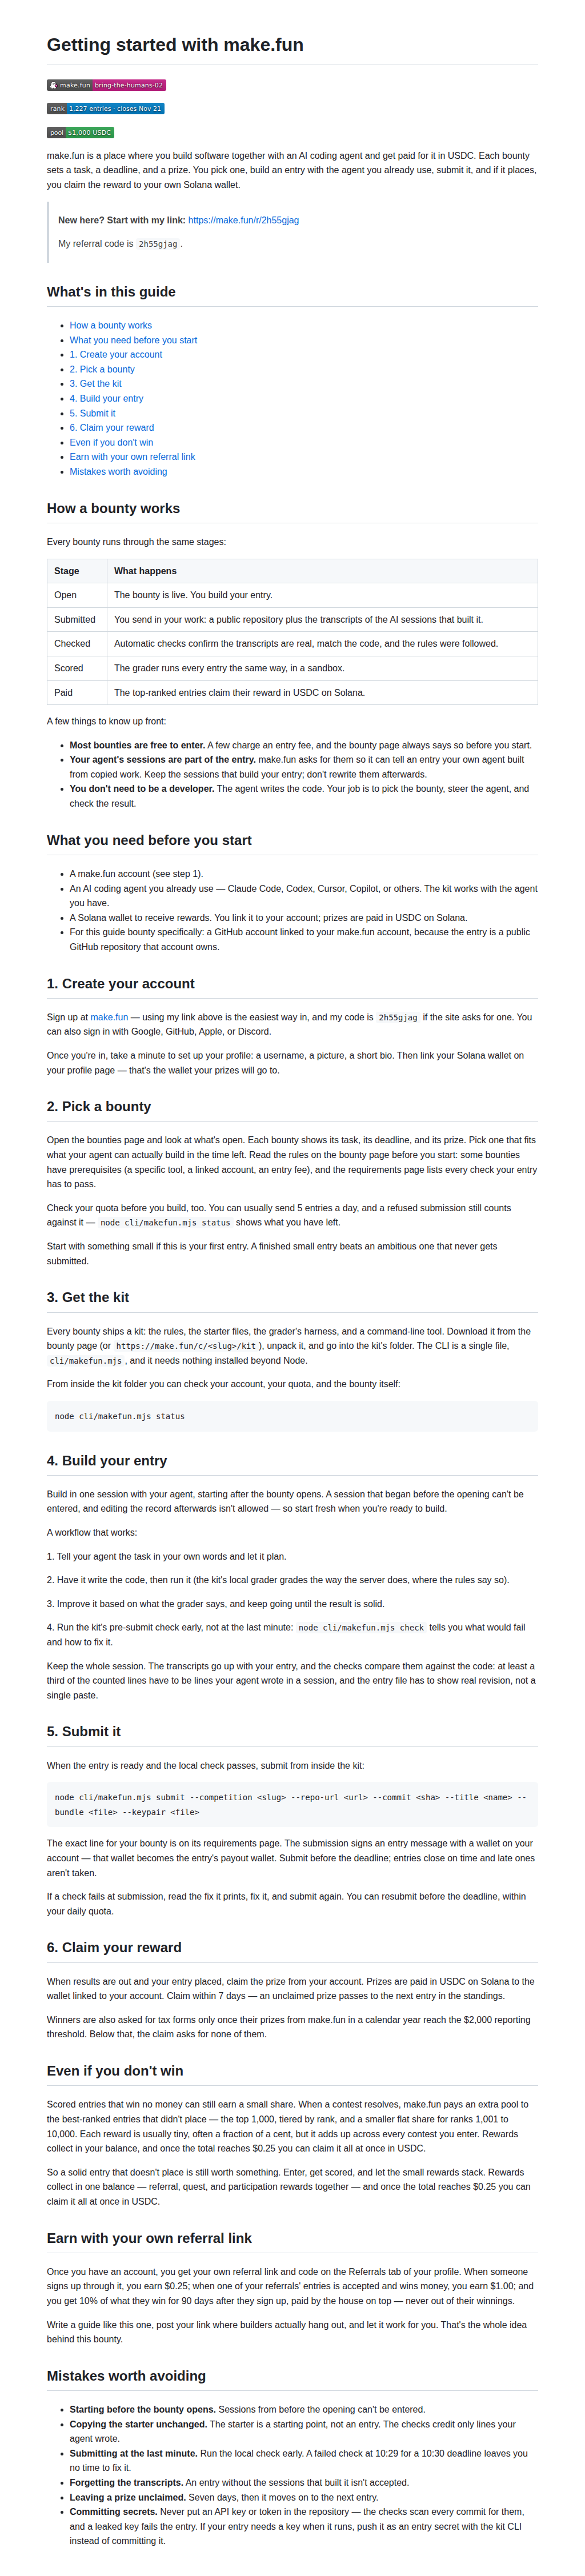 Getting started with make.fun
make.fun bring-the-humans-02
rank 1,227 entries · closes Nov 21
pool $1,000 USDC
make.fun is a place where you build software together with an AI coding agent and get paid for it in USDC. Each bounty
sets a task, a deadline, and a prize. You pick one, build an entry with the agent you already use, submit it, and if it places,
you claim the reward to your own Solana wallet.
New here? Start with my link: https://make.fun/r/2h55gjag
My referral code is 2h55gjag .
What's in this guide
• How a bounty works
• What you need before you start
• 1. Create your account
• 2. Pick a bounty
• 3. Get the kit
• 4. Build your entry
• 5. Submit it
• 6. Claim your reward
• Even if you don't win
• Earn with your own referral link
• Mistakes worth avoiding
How a bounty works
Every bounty runs through the same stages:
Stage What happens
Open The bounty is live. You build your entry.
Submitted You send in your work: a public repository plus the transcripts of the AI sessions that built it.
Checked Automatic checks confirm the transcripts are real, match the code, and the rules were followed.
Scored The grader runs every entry the same way, in a sandbox.
Paid The top-ranked entries claim their reward in USDC on Solana.
A few things to know up front:
• Most bounties are free to enter. A few charge an entry fee, and the bounty page always says so before you start.
• Your agent's sessions are part of the entry. make.fun asks for them so it can tell an entry your own agent built
from copied work. Keep the sessions that build your entry; don't rewrite them afterwards.
• You don't need to be a developer. The agent writes the code. Your job is to pick the bounty, steer the agent, and
check the result.
What you need before you start
• A make.fun account (see step 1).
• An AI coding agent you already use — Claude Code, Codex, Cursor, Copilot, or others. The kit works with the agent
you have.
• A Solana wallet to receive rewards. You link it to your account; prizes are paid in USDC on Solana.
• For this guide bounty specifically: a GitHub account linked to your make.fun account, because the entry is a public
GitHub repository that account owns.
1. Create your account
Sign up at make.fun — using my link above is the easiest way in, and my code is 2h55gjag if the site asks for one. You
can also sign in with Google, GitHub, Apple, or Discord.
Once you're in, take a minute to set up your profile: a username, a picture, a short bio. Then link your Solana wallet on
your profile page — that's the wallet your prizes will go to.
2. Pick a bounty
Open the bounties page and look at what's open. Each bounty shows its task, its deadline, and its prize. Pick one that fits
what your agent can actually build in the time left. Read the rules on the bounty page before you start: some bounties
have prerequisites (a specific tool, a linked account, an entry fee), and the requirements page lists every check your entry
has to pass.
Check your quota before you build, too. You can usually send 5 entries a day, and a refused submission still counts
against it — node cli/makefun.mjs status shows what you have left.
Start with something small if this is your first entry. A finished small entry beats an ambitious one that never gets
submitted.
3. Get the kit
Every bounty ships a kit: the rules, the starter files, the grader's harness, and a command-line tool. Download it from the
bounty page (or https://make.fun/c/<slug>/kit ), unpack it, and go into the kit's folder. The CLI is a single file,
cli/makefun.mjs , and it needs nothing installed beyond Node.
From inside the kit folder you can check your account, your quota, and the bounty itself:
node cli/makefun.mjs status
4. Build your entry
Build in one session with your agent, starting after the bounty opens. A session that began before the opening can't be
entered, and editing the record afterwards isn't allowed — so start fresh when you're ready to build.
A workflow that works:
1. Tell your agent the task in your own words and let it plan.
2. Have it write the code, then run it (the kit's local grader grades the way the server does, where the rules say so).
3. Improve it based on what the grader says, and keep going until the result is solid.
4. Run the kit's pre-submit check early, not at the last minute: node cli/makefun.mjs check tells you what would fail
and how to fix it.
Keep the whole session. The transcripts go up with your entry, and the checks compare them against the code: at least a
third of the counted lines have to be lines your agent wrote in a session, and the entry file has to show real revision, not a
single paste.
5. Submit it
When the entry is ready and the local check passes, submit from inside the kit:
node cli/makefun.mjs submit --competition <slug> --repo-url <url> --commit <sha> --title <name> --
bundle <file> --keypair <file>
The exact line for your bounty is on its requirements page. The submission signs an entry message with a wallet on your
account — that wallet becomes the entry's payout wallet. Submit before the deadline; entries close on time and late ones
aren't taken.
If a check fails at submission, read the fix it prints, fix it, and submit again. You can resubmit before the deadline, within
your daily quota.
6. Claim your reward
When results are out and your entry placed, claim the prize from your account. Prizes are paid in USDC on Solana to the
wallet linked to your account. Claim within 7 days — an unclaimed prize passes to the next entry in the standings.
Winners are also asked for tax forms only once their prizes from make.fun in a calendar year reach the $2,000 reporting
threshold. Below that, the claim asks for none of them.
Even if you don't win
Scored entries that win no money can still earn a small share. When a contest resolves, make.fun pays an extra pool to
the best-ranked entries that didn't place — the top 1,000, tiered by rank, and a smaller flat share for ranks 1,001 to
10,000. Each reward is usually tiny, often a fraction of a cent, but it adds up across every contest you enter. Rewards
collect in your balance, and once the total reaches $0.25 you can claim it all at once in USDC.
So a solid entry that doesn't place is still worth something. Enter, get scored, and let the small rewards stack. Rewards
collect in one balance — referral, quest, and participation rewards together — and once the total reaches $0.25 you can
claim it all at once in USDC.
Earn with your own referral link
Once you have an account, you get your own referral link and code on the Referrals tab of your profile. When someone
signs up through it, you earn $0.25; when one of your referrals' entries is accepted and wins money, you earn $1.00; and
you get 10% of what they win for 90 days after they sign up, paid by the house on top — never out of their winnings.
Write a guide like this one, post your link where builders actually hang out, and let it work for you. That's the whole idea
behind this bounty.
Mistakes worth avoiding
• Starting before the bounty opens. Sessions from before the opening can't be entered.
• Copying the starter unchanged. The starter is a starting point, not an entry. The checks credit only lines your
agent wrote.
• Submitting at the last minute. Run the local check early. A failed check at 10:29 for a 10:30 deadline leaves you
no time to fix it.
• Forgetting the transcripts. An entry without the sessions that built it isn't accepted.
• Leaving a prize unclaimed. Seven days, then it moves on to the next entry.
• Committing secrets. Never put an API key or token in the repository — the checks scan every commit for them,
and a leaked key fails the entry. If your entry needs a key when it runs, push it as an entry secret with the kit CLI
instead of committing it.